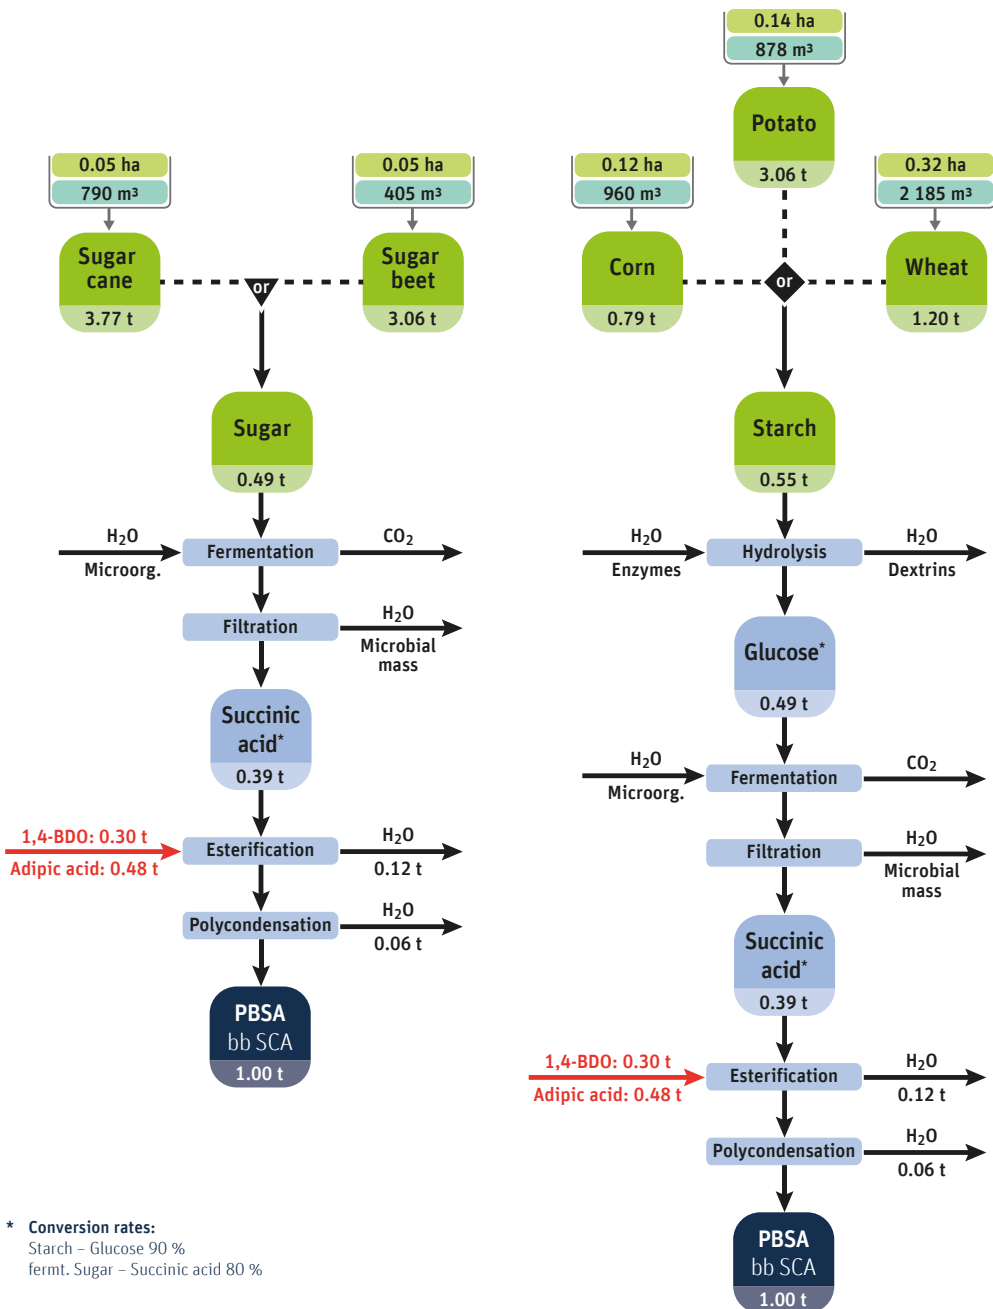 0.05 ha
790 m³
Sugar
cane
3.77 t
or
0.05 ha
405 m³
Sugar
beet
3.06 t
Sugar
0.49 t
H₂O
Microorg.
Fermentation
CO₂
Filtration
H₂O
Microbial
mass
Succinic
acid*
0.39 t
1,4-BDO: 0.30 t
Adipic acid: 0.48 t
Esterification
H₂O
0.12 t
Polycondensation
H₂O
0.06 t
PBSA
bb SCA
1.00 t
0.14 ha
878 m³
Potato
3.06 t
0.12 ha
960 m³
Corn
0.79 t
or
0.32 ha
2 185 m³
Wheat
1.20 t
Starch
0.55 t
H₂O
Enzymes
Hydrolysis
H₂O
Dextrins
Glucose*
0.49 t
H₂O
Microorg.
Fermentation
CO₂
Filtration
H₂O
Microbial
mass
Succinic
acid*
0.39 t
1,4-BDO: 0.30 t
Adipic acid: 0.48 t
Esterification
H₂O
0.12 t
Polycondensation
H₂O
0.06 t
PBSA
bb SCA
1.00 t
* Conversion rates:
Starch – Glucose 90 %
fermt. Sugar – Succinic acid 80 %